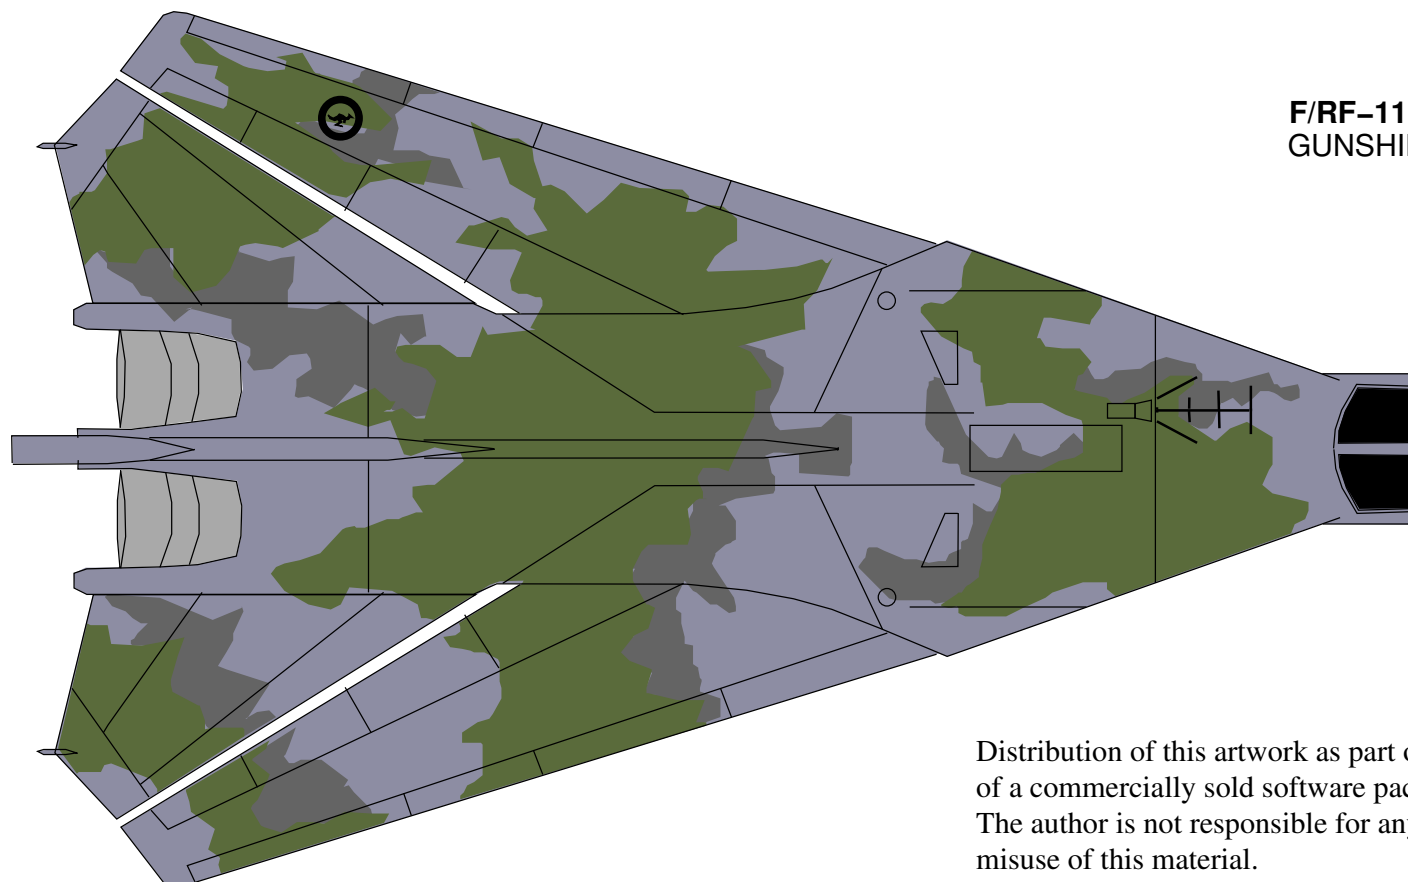 F/RF−11
GUNSHI
Distribution of this artwork as part
of a commercially sold software
The author is not responsible for
misuse of this material.